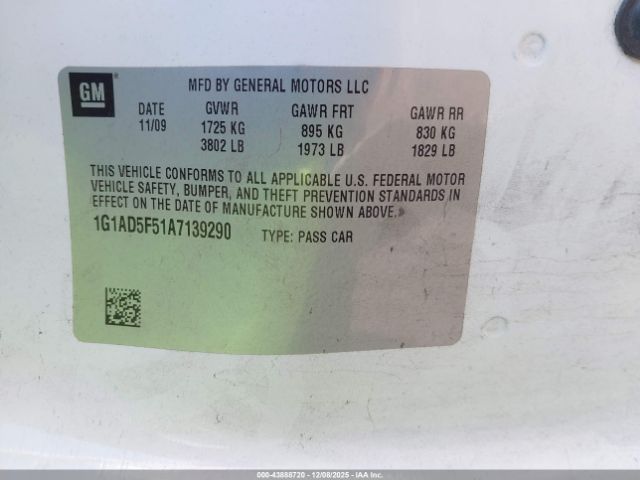 GM
MFD BY GENERAL MOTORS LLC
DATE GVWR GAWR FRT GAWR RR
11/09 1725 KG 895 KG 830 KG
3802 LB 1973 LB 1829 LB
THIS VEHICLE CONFORMS TO ALL APPLICABLE U.S. FEDERAL MOTOR
VEHICLE SAFETY, BUMPER, AND THEFT PREVENTION STANDARDS IN
EFFECT ON THE DATE OF MANUFACTURE SHOWN ABOVE.
1G1AD5F51A7139290 TYPE: PASS CAR
000-43888720 12/08/2025 IAA Inc.